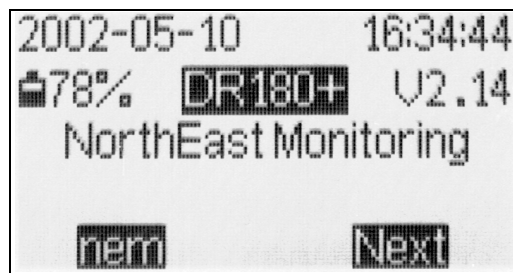 2002-05-10 16:34:44
78% DR180+ V2.14
NorthEast Monitoring
nem Next